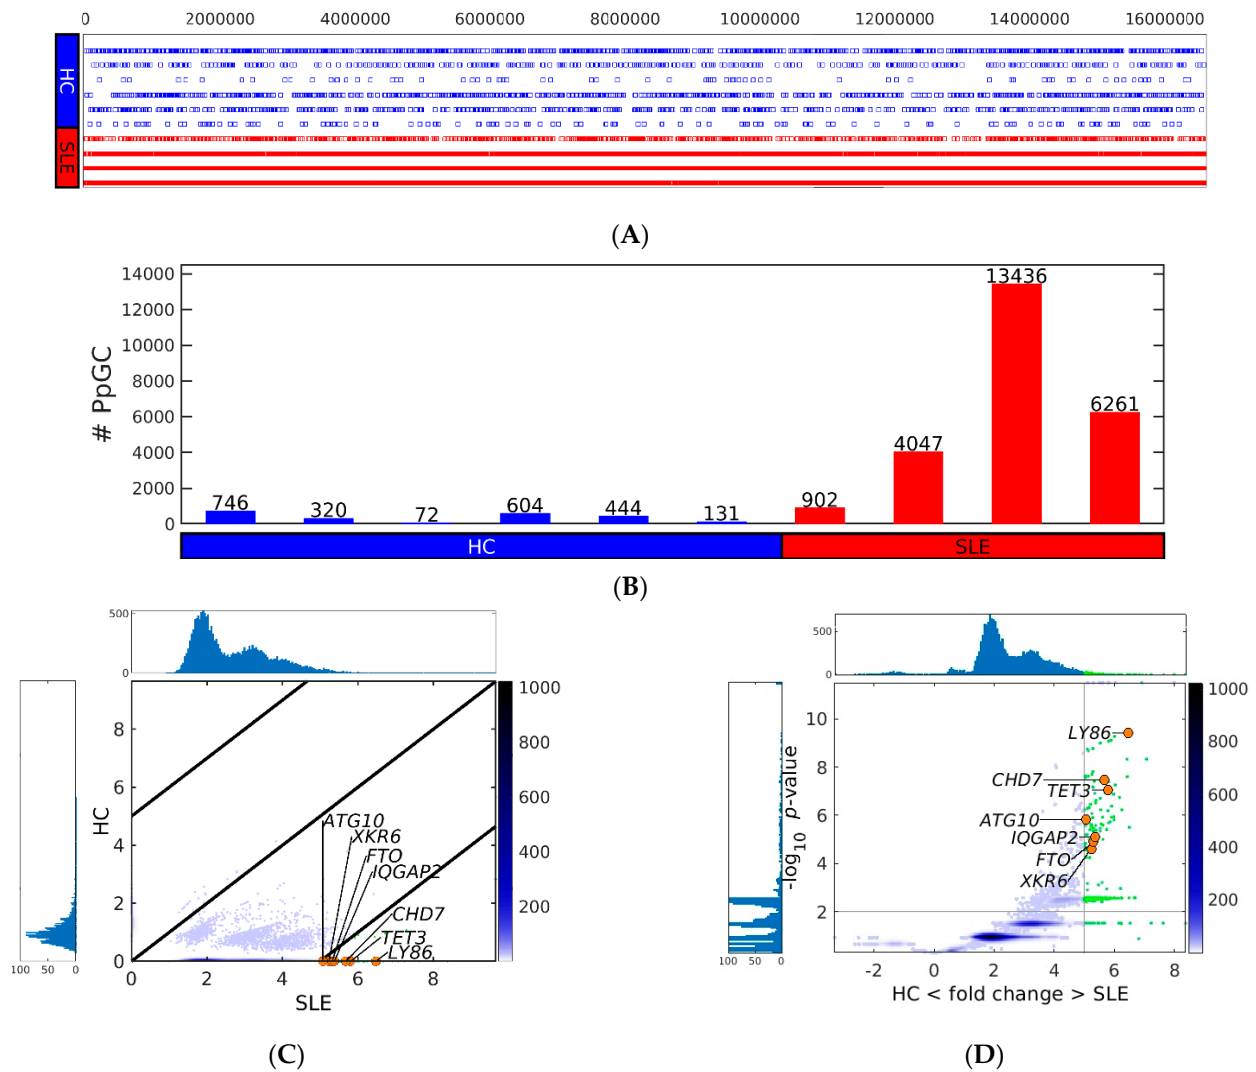 0 2000000 4000000 6000000 8000000 10000000 12000000 14000000 16000000
HC
SLE
(A)
14000
12000
10000
8000
6000
4000
2000
0
# PpGC
746 320 72 604 444 131 902 4047 13436 6261
HC SLE
(B)
500
0
8
6
4
2
0
HC
100 50 0
0 2 4 6 8
SLE
ATG10
XKR6
FTO
IQGAP2
CHD7
TET3
LY86
1000
800
600
400
200
(C)
500
0
10
8
6
4
2
-log10 p-value
100 50 0
-2 0 2 4 6 8
HC < fold change > SLE
LY86
CHD7
TET3
ATG10
IQGAP2
FTO
XKR6
1000
800
600
400
200
(D)